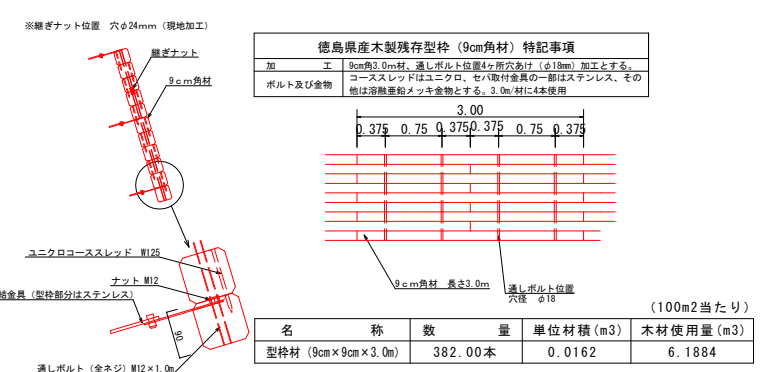 ※継ぎナット位置 穴φ24mm（現地加工）
継ぎナット
9cm角材
徳島県産木製残存型枠（9cm角材）特記事項
加 工 9cm角3.0m材、通しボルト位置4ヶ所穴あけ（φ18mm）加工とする。
ボルト及び金物 コーススレッドはユニクロ、セパ取付金具の一部はステンレス、その
他は溶融亜鉛メッキ金物とする。3.0m/材に4本使用
3.00
0.375 0.75 0.375 0.375 0.75 0.375
9cm角材 長さ3.0m
通しボルト位置
穴径 φ18
ユニクロコーススレッド W125
ナット M12
結金具（型枠部分はステンレス）
90
通しボルト（全ネジ）M12×1.0m
(100m2当たり)
名 称 数 量 単位材積(m3) 木材使用量(m3)
型枠材（9cm×9cm×3.0m） 382.00本 0.0162 6.1884